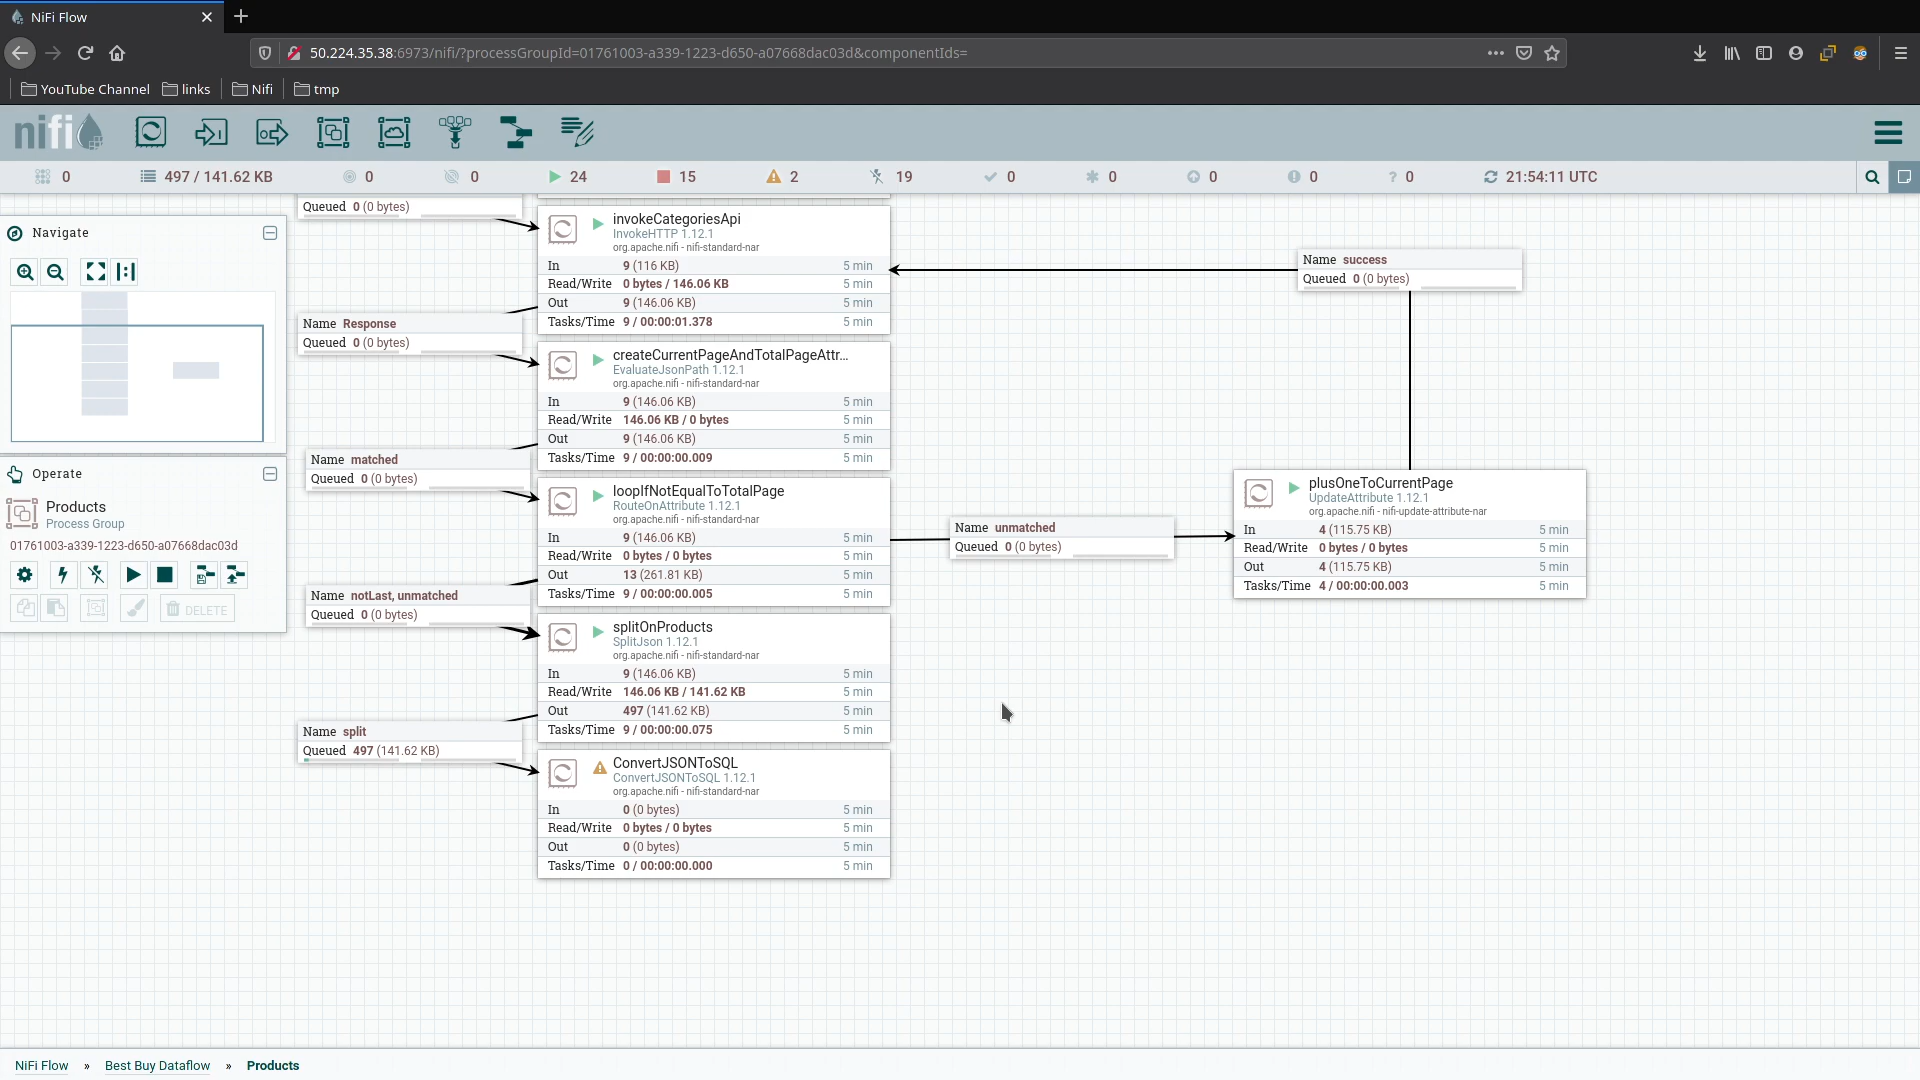 NiFi Flow
50.224.35.38:6973/nifi/?processGroupId=01761003-a339-1223-d650-a07668dac03d&componentIds=
YouTube Channel links Nifi tmp
nifi
0 497 / 141.62 KB 0 0 24 15 2 19 0 0 0 0 ? 0 21:54:11 UTC
Navigate
Operate
Products
Process Group
01761003-a339-1223-d650-a07668dac03d
DELETE
Queued 0 (0 bytes)
invokeCategoriesApi
InvokeHTTP 1.12.1
org.apache.nifi - nifi-standard-nar
In 9 (116 KB) 5 min
Read/Write 0 bytes / 146.06 KB 5 min
Out 9 (146.06 KB) 5 min
Tasks/Time 9 / 00:00:01.378 5 min
Name success
Queued 0 (0 bytes)
Name Response
Queued 0 (0 bytes)
createCurrentPageAndTotalPageAttr...
EvaluateJsonPath 1.12.1
org.apache.nifi - nifi-standard-nar
In 9 (146.06 KB) 5 min
Read/Write 146.06 KB / 0 bytes 5 min
Out 9 (146.06 KB) 5 min
Tasks/Time 9 / 00:00:00.009 5 min
Name matched
Queued 0 (0 bytes)
loopIfNotEqualToTotalPage
RouteOnAttribute 1.12.1
org.apache.nifi - nifi-standard-nar
In 9 (146.06 KB) 5 min
Read/Write 0 bytes / 0 bytes 5 min
Out 13 (261.81 KB) 5 min
Tasks/Time 9 / 00:00:00.005 5 min
Name unmatched
Queued 0 (0 bytes)
plusOneToCurrentPage
UpdateAttribute 1.12.1
org.apache.nifi - nifi-update-attribute-nar
In 4 (115.75 KB) 5 min
Read/Write 0 bytes / 0 bytes 5 min
Out 4 (115.75 KB) 5 min
Tasks/Time 4 / 00:00:00.003 5 min
Name notLast, unmatched
Queued 0 (0 bytes)
splitOnProducts
SplitJson 1.12.1
org.apache.nifi - nifi-standard-nar
In 9 (146.06 KB) 5 min
Read/Write 146.06 KB / 141.62 KB 5 min
Out 497 (141.62 KB) 5 min
Tasks/Time 9 / 00:00:00.075 5 min
Name split
Queued 497 (141.62 KB)
ConvertJSONToSQL
ConvertJSONToSQL 1.12.1
org.apache.nifi - nifi-standard-nar
In 0 (0 bytes) 5 min
Read/Write 0 bytes / 0 bytes 5 min
Out 0 (0 bytes) 5 min
Tasks/Time 0 / 00:00:00.000 5 min
NiFi Flow » Best Buy Dataflow » Products